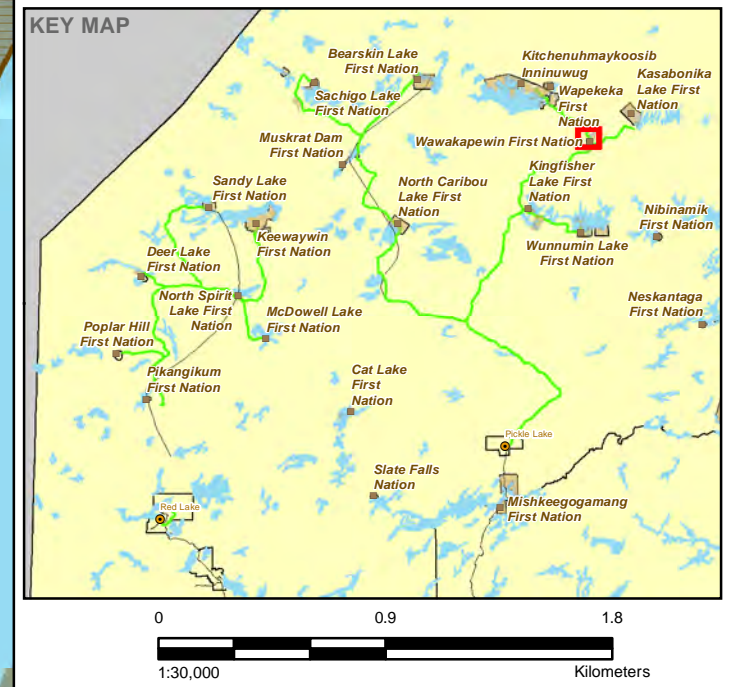 KEY MAP
Bearskin Lake
First Nation
Kitchenuhmaykoosib
Inninuwug
Wapekeka
First
Nation
Kasabonika
Lake First
Nation
Sachigo Lake
First Nation
Muskrat Dam
First Nation
Wawakapewin First Nation
Kingfisher
Lake First
Nation
Sandy Lake
First Nation
North Caribou
Lake First
Nation
Nibinamik
First Nation
Keewaywin
First Nation
Wunnumin Lake
First Nation
Deer Lake
First Nation
North Spirit
Lake First
Nation
McDowell Lake
First Nation
Neskantaga
First Nation
Poplar Hill
First Nation
Pikangikum
First Nation
Cat Lake
First
Nation
Pickle Lake
Slate Falls
Nation
Mishkeegogamang
First Nation
Red Lake
0 0.9 1.8
1:30,000 Kilometers